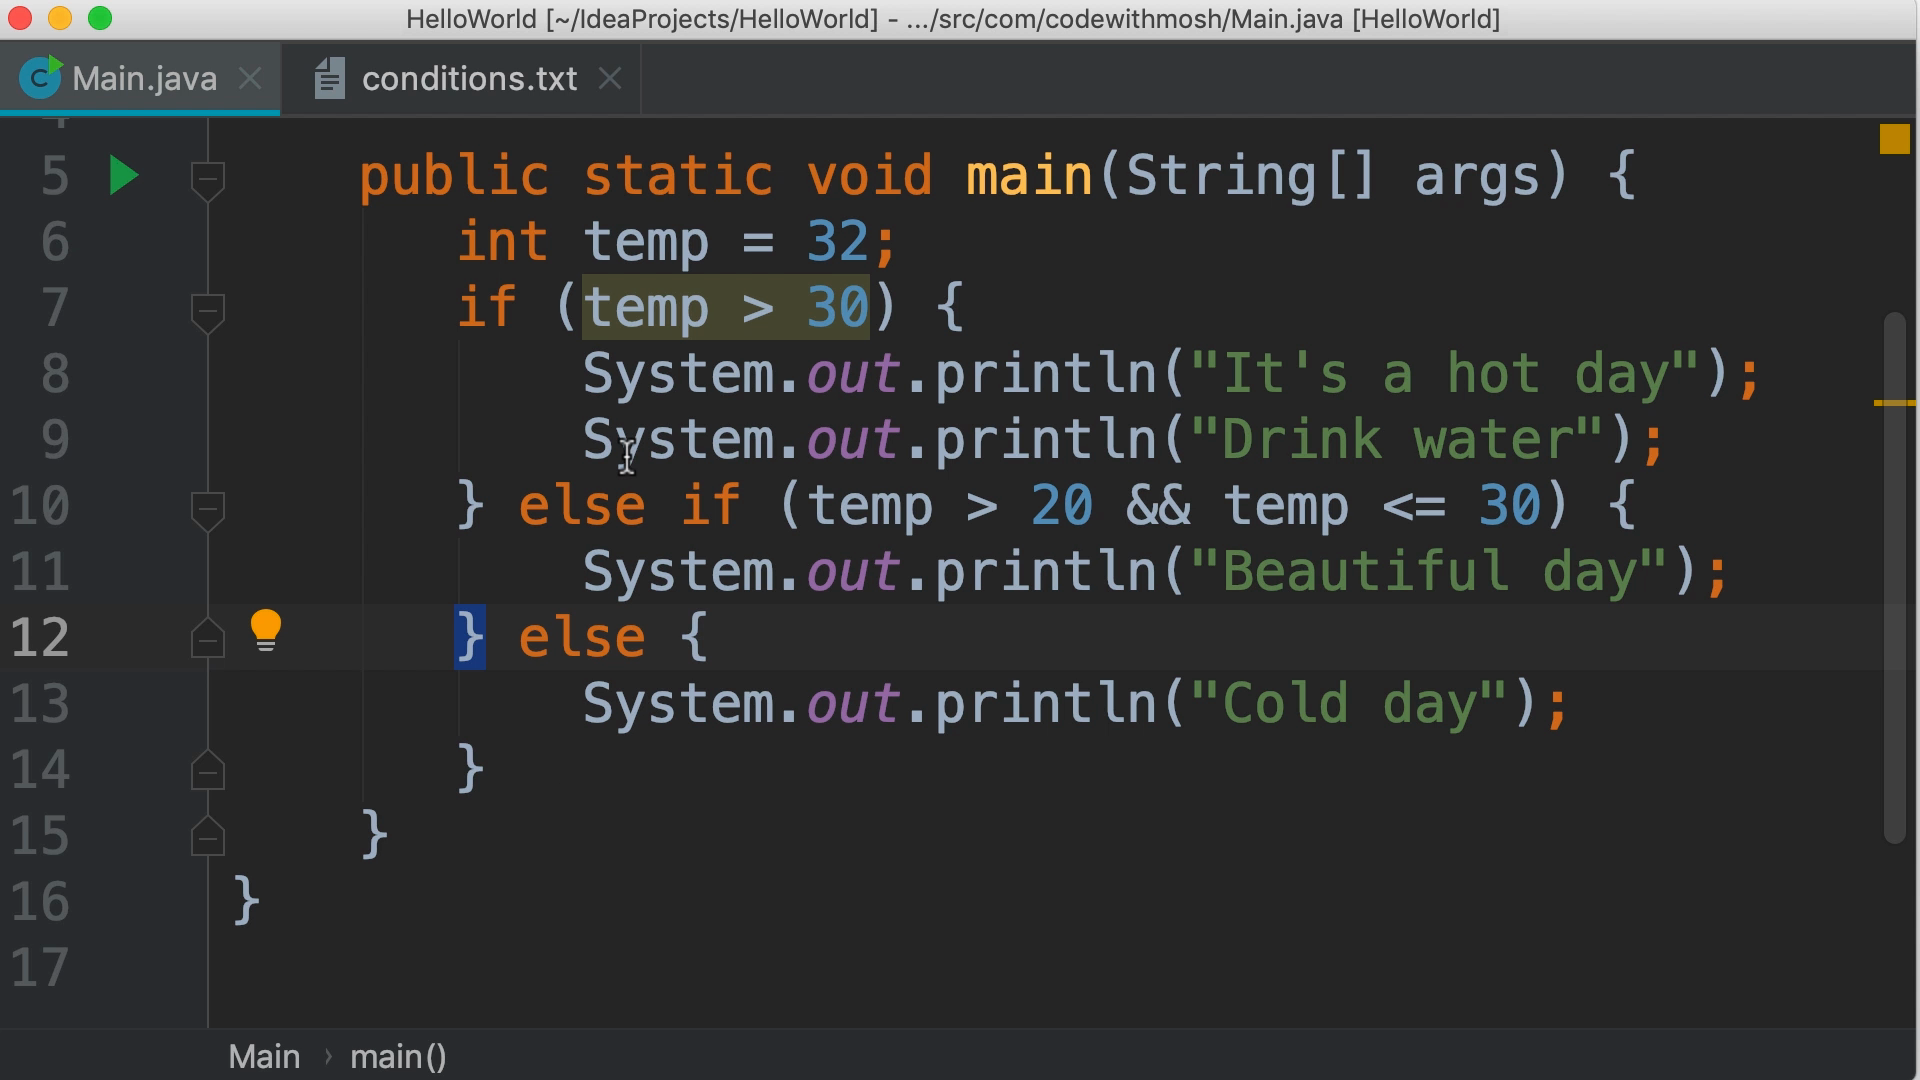 HelloWorld [~/IdeaProjects/HelloWorld] - .../src/com/codewithmosh/Main.java [HelloWorld]
Main.java conditions.txt
5 public static void main(String[] args) {
6 int temp = 32;
7 if (temp > 30) {
8 System.out.println("It's a hot day");
9 System.out.println("Drink water");
10 } else if (temp > 20 && temp <= 30) {
11 System.out.println("Beautiful day");
12 } else {
13 System.out.println("Cold day");
14 }
15 }
16 }
17
Main › main()